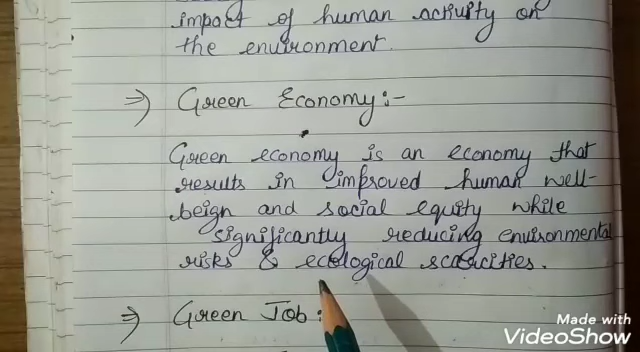 impact of human activity on
the environment.
⇒ Green Economy:-
Green economy is an economy that
results in improved human well-
beign and social equity while
significantly reducing environmental
risks & ecological scarcities.
⇒ Green Job:
Made with
VideoShow